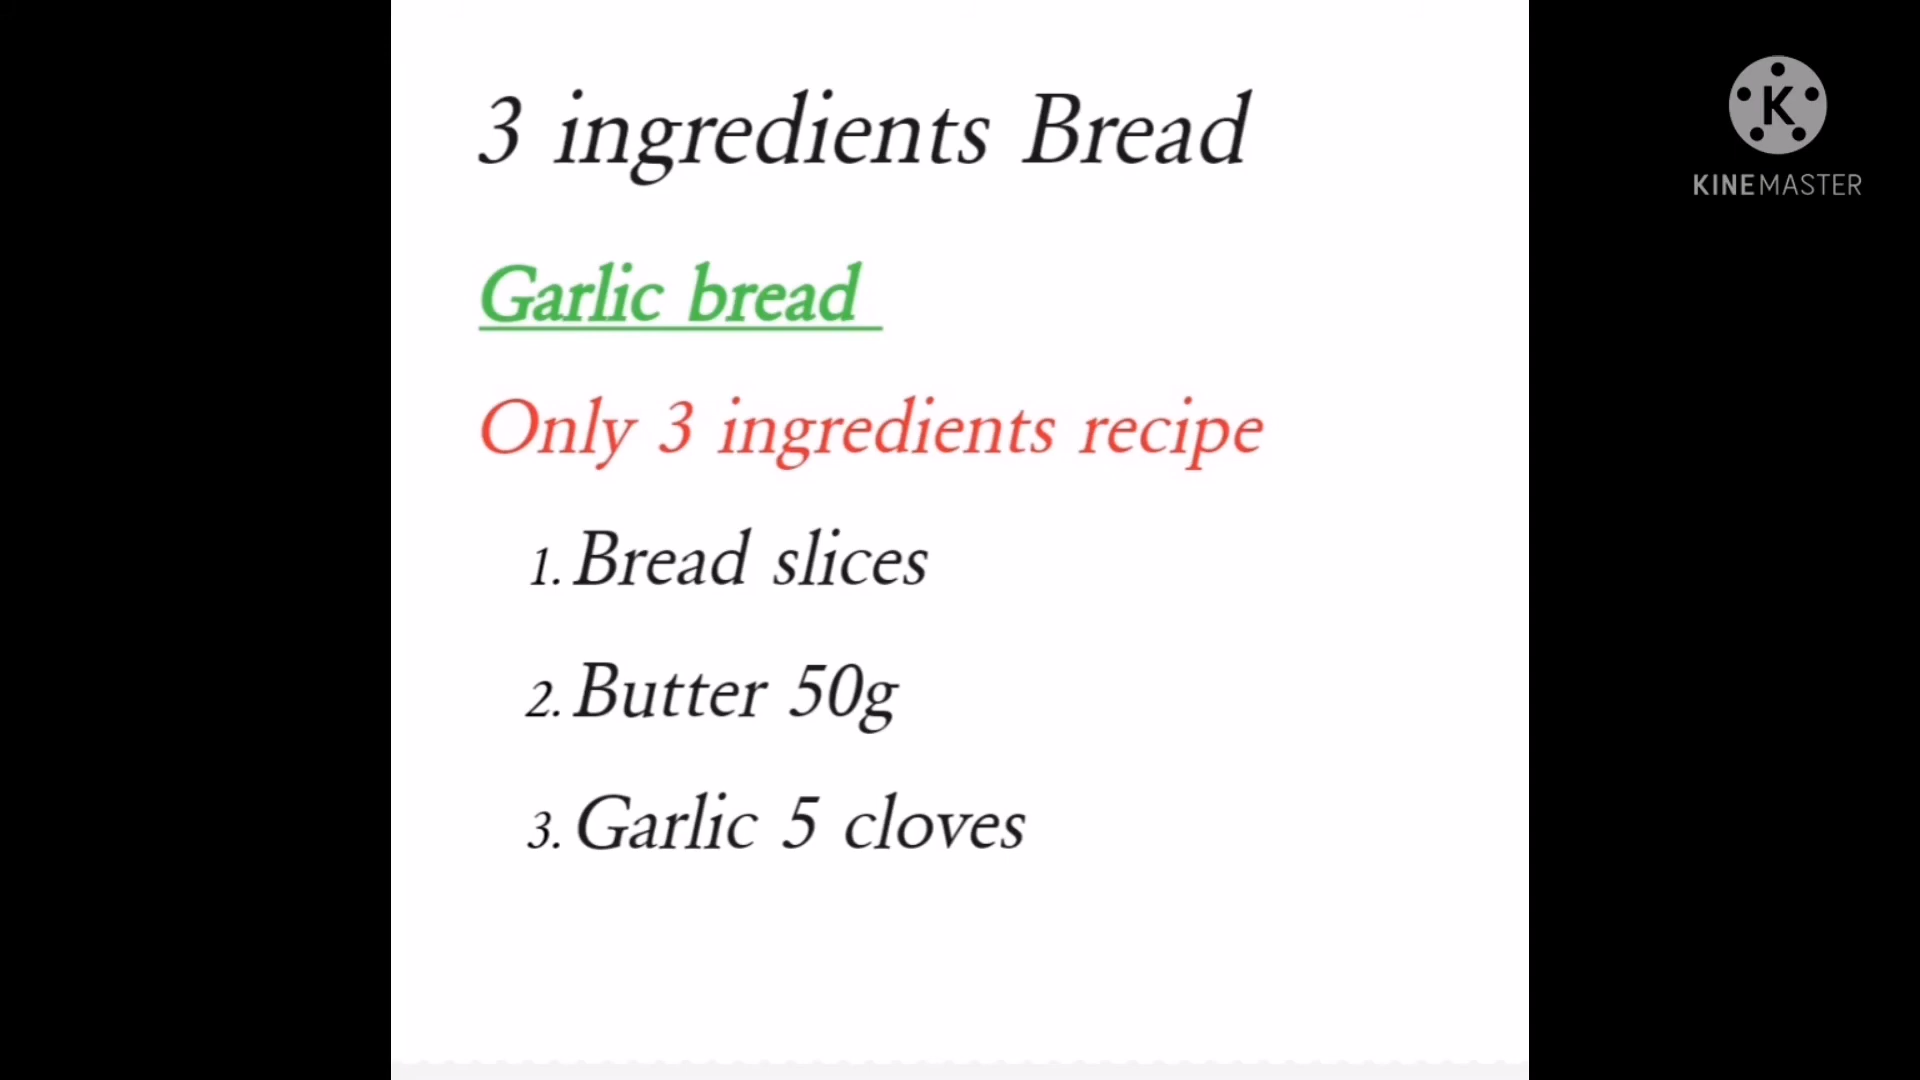 3 ingredients Bread
Garlic bread
Only 3 ingredients recipe
1. Bread slices
2. Butter 50g
3. Garlic 5 cloves
K
KINEMASTER